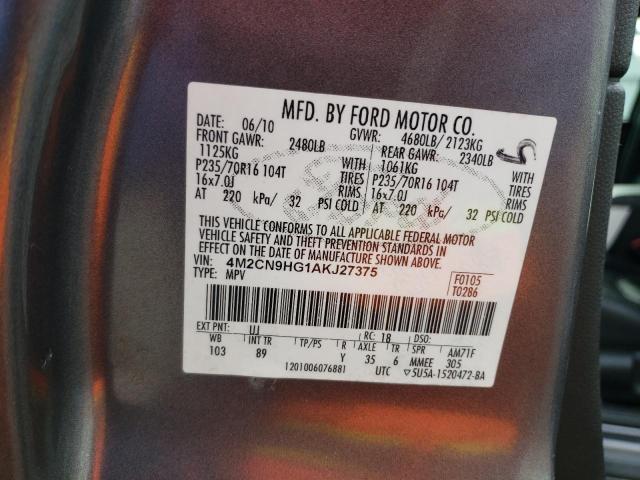 MFD. BY FORD MOTOR CO.
DATE: 06/10 GVWR: 4680LB/ 2123KG
FRONT GAWR: 2480LB REAR GAWR: 2340LB
1125KG WITH 1061KG WITH
P235/70R16 104T TIRES P235/70R16 104T TIRES
16x7.0J RIMS 16x7.0J RIMS
AT 220 kPa/ 32 PSI COLD AT 220 kPa/ 32 PSI COLD
THIS VEHICLE CONFORMS TO ALL APPLICABLE FEDERAL MOTOR
VEHICLE SAFETY AND THEFT PREVENTION STANDARDS IN
EFFECT ON THE DATE OF MANUFACTURE SHOWN ABOVE.
VIN: 4M2CN9HG1AKJ27375
TYPE: MPV
F0105
T0286
EXT PNT: UJ RC: 18 DSO:
WB INT TR TP/PS R AXLE TR SPR AM71F
103 89 Y 35 6 MMEE 305
1201006076881 UTC 5U5A-1520472-BA